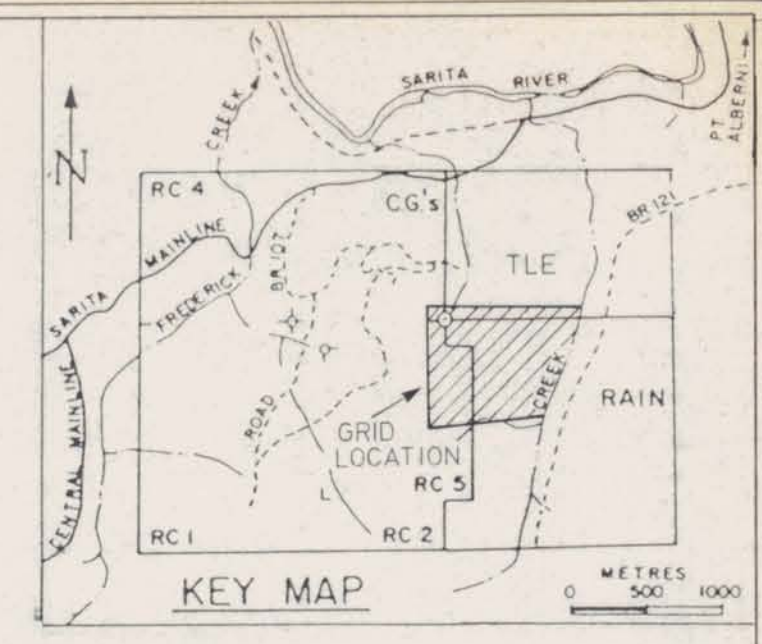 SARITA RIVER
PT ALBERNI
CREEK
N
RC 4
C.G.'s
BR 121
TLE
SARITA MAINLINE
FREDERICK
BR.107
CREEK
RAIN
ROAD
GRID
LOCATION
CENTRAL MAINLINE
RC 5
L
RC 1
RC 2
METRES
0 500 1000
KEY MAP